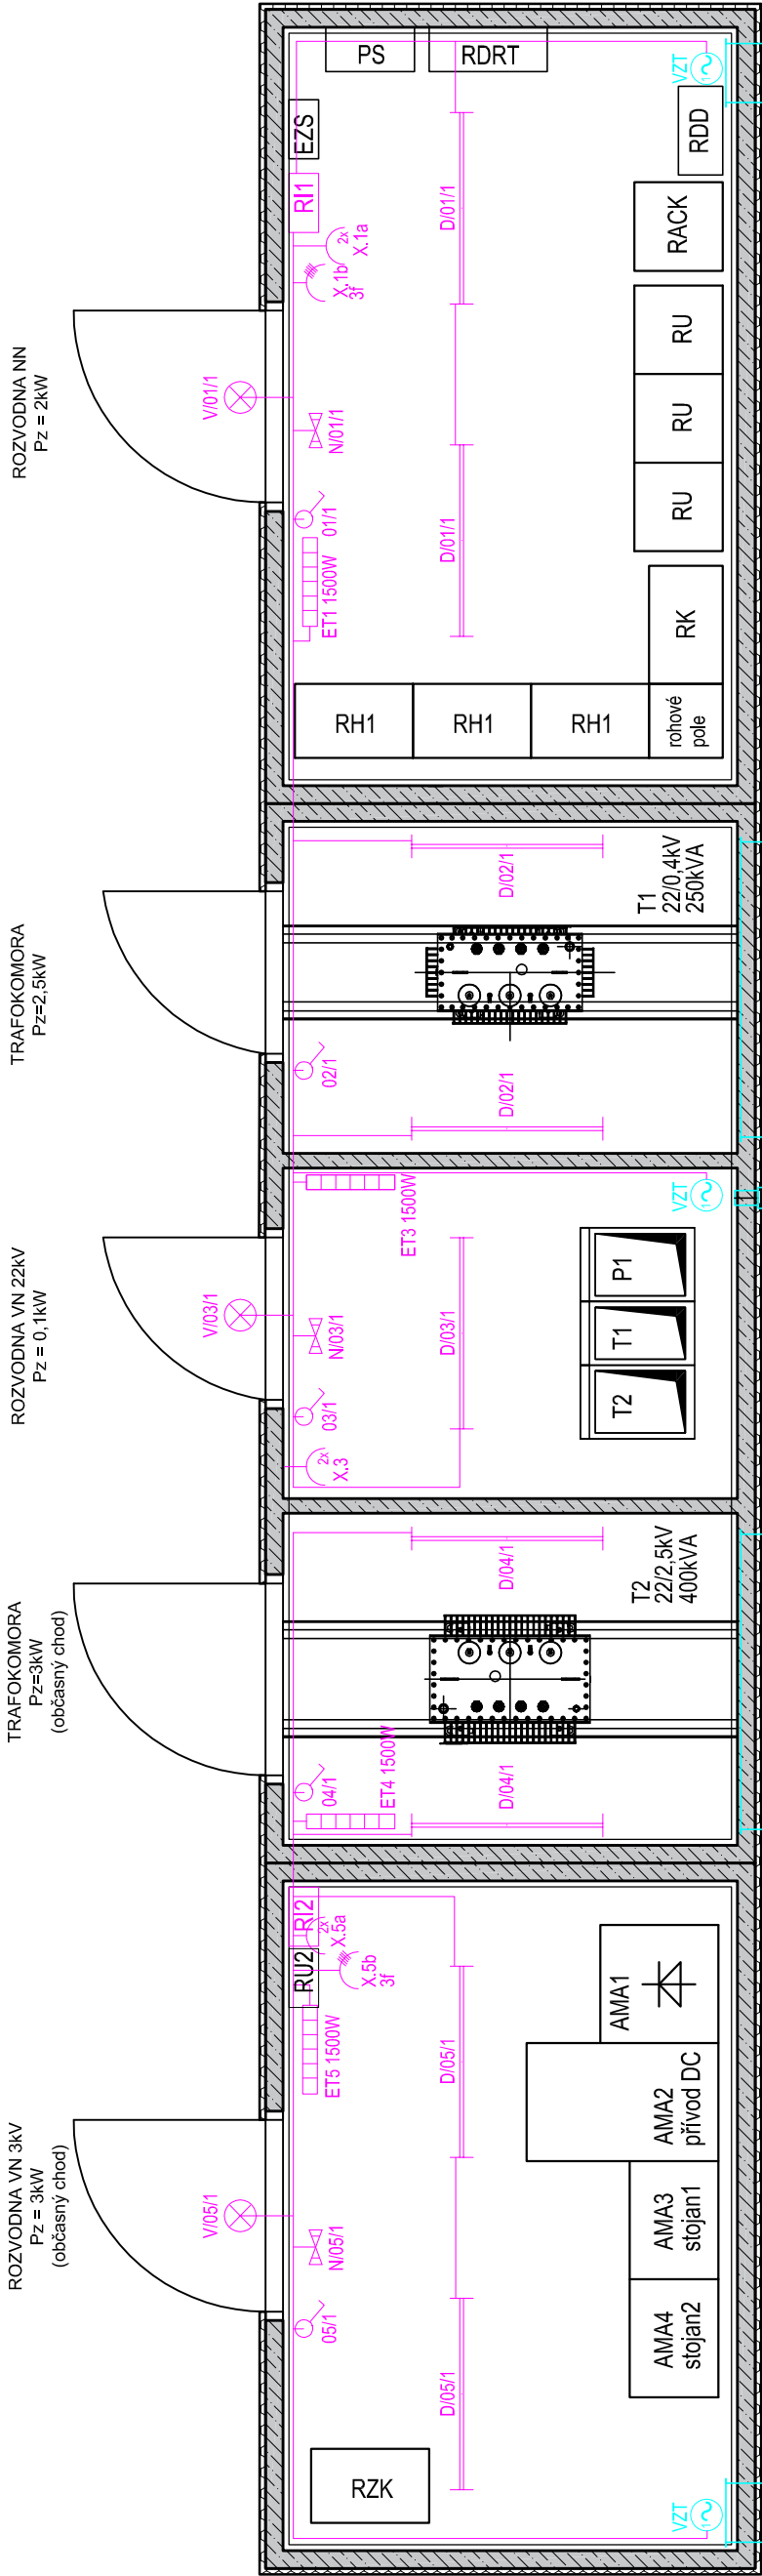 ROZVODNA NN
Pz = 2kW
PS
RDRT
VZT
1
EZS
RDD
RI1
D/01/1
RACK
2x
X.1a
X.1b
3f
RU
V/01/1
N/01/1
RU
01/1
D/01/1
RU
ET1 1500W
RK
RH1
RH1
RH1
rohové
pole
TRAFOKOMORA
Pz=2,5kW
D/02/1
T1
22/0,4kV
250kVA
02/1
D/02/1
ROZVODNA VN 22kV
Pz = 0,1kW
ET3 1500W
VZT
1
P1
V/03/1
N/03/1
D/03/1
T1
03/1
T2
2x
X.3
TRAFOKOMORA
Pz=3kW
(občasný chod)
D/04/1
T2
22/2,5kV
400kVA
04/1
ET4 1500W
D/04/1
ROZVODNA VN 3kV
Pz = 3kW
(občasný chod)
RI2
2x
X.5a
RU2
X.5b
3f
AMA1
ET5 1500W
D/05/1
AMA2
přívod DC
V/05/1
N/05/1
AMA3
stojan1
05/1
D/05/1
AMA4
stojan2
RZK
VZT
1